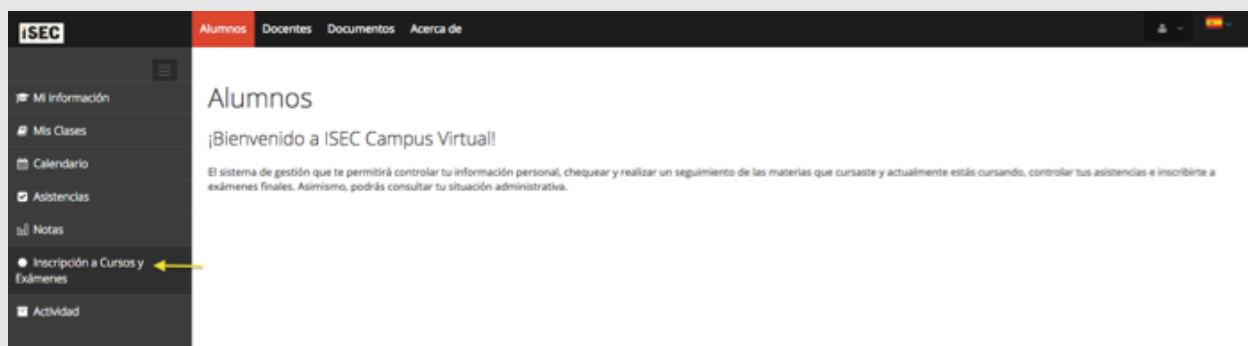 iSEC
Alumnos Docentes Documentos Acerca de
Mi información
Mis Clases
Calendario
Asistencias
Notas
Inscripción a Cursos y
Exámenes
Actividad
Alumnos
¡Bienvenido a ISEC Campus Virtual!
El sistema de gestión que te permitirá controlar tu información personal, chequear y realizar un seguimiento de las materias que cursaste y actualmente estás cursando, controlar tus asistencias e inscribirte a
exámenes finales. Asimismo, podrás consultar tu situación administrativa.